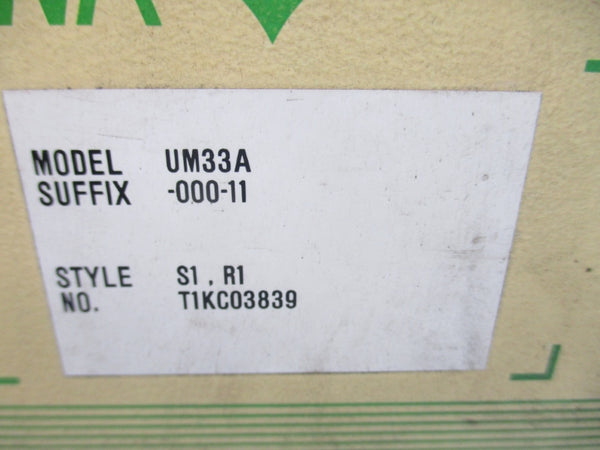 MODEL UM33A
SUFFIX -000-11
STYLE S1 , R1
NO. T1KC03839